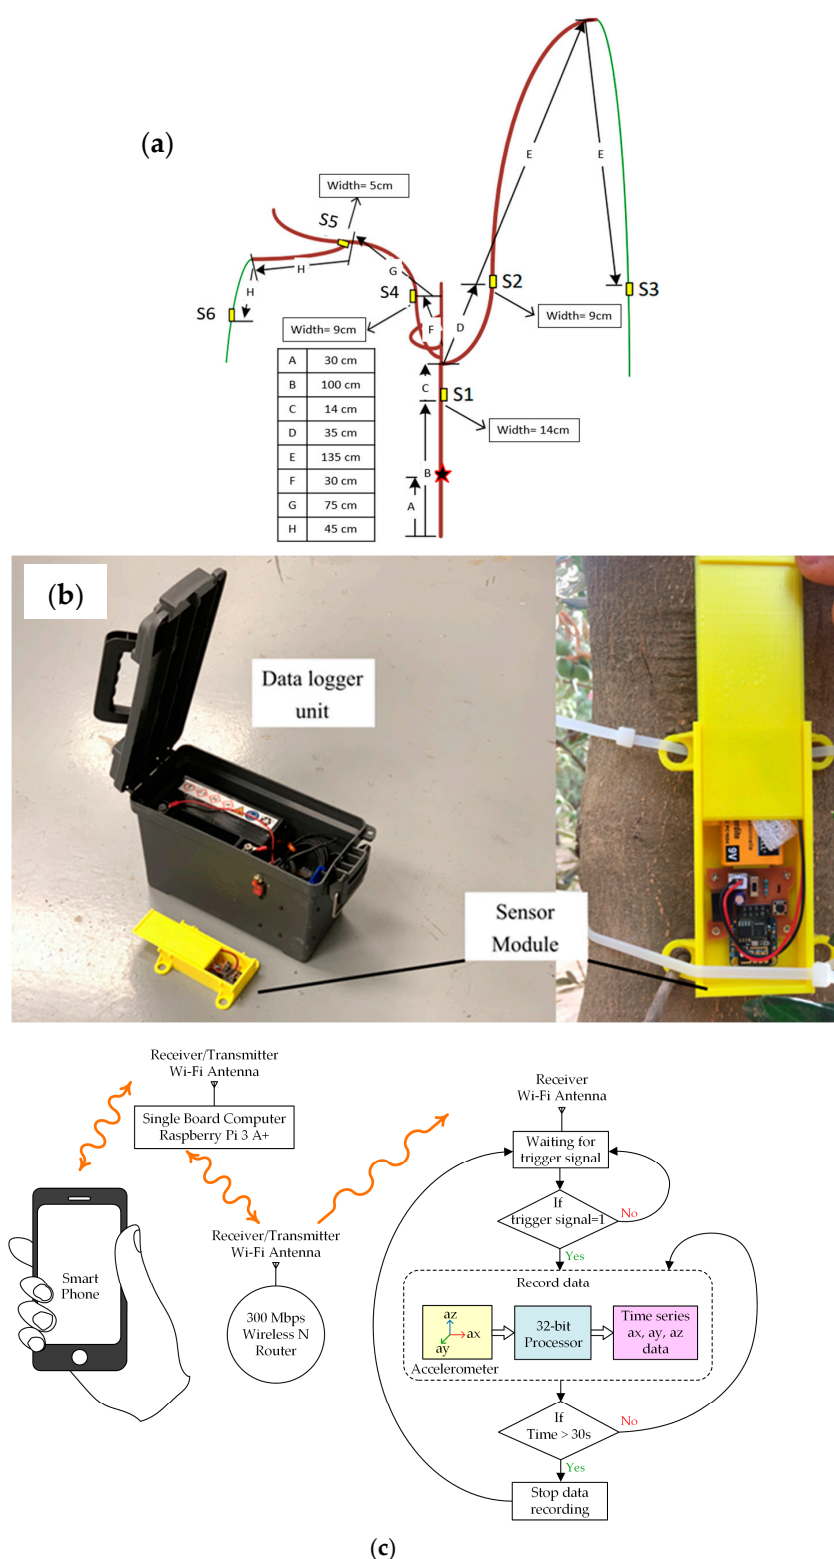 (a)
E
E
Width= 5cm
S5
G
H
H
S4
S2
S3
S6
F
D
Width= 9cm
Width= 9cm
A 30 cm
B 100 cm
C 14 cm
D 35 cm
E 135 cm
F 30 cm
G 75 cm
H 45 cm
C
S1
Width= 14cm
B
A
(b)
Data logger
unit
9V
Sensor
Module
Receiver/Transmitter
Wi-Fi Antenna
Single Board Computer
Raspberry Pi 3 A+
Receiver/Transmitter
Wi-Fi Antenna
300 Mbps
Wireless N
Router
Smart
Phone
Receiver
Wi-Fi Antenna
Waiting for
trigger signal
If
trigger signal=1
No
Yes
Record data
az
ax
ay
Accelerometer
32-bit
Processor
Time series
ax, ay, az
data
If
Time > 30s
No
Yes
Stop data
recording
(c)